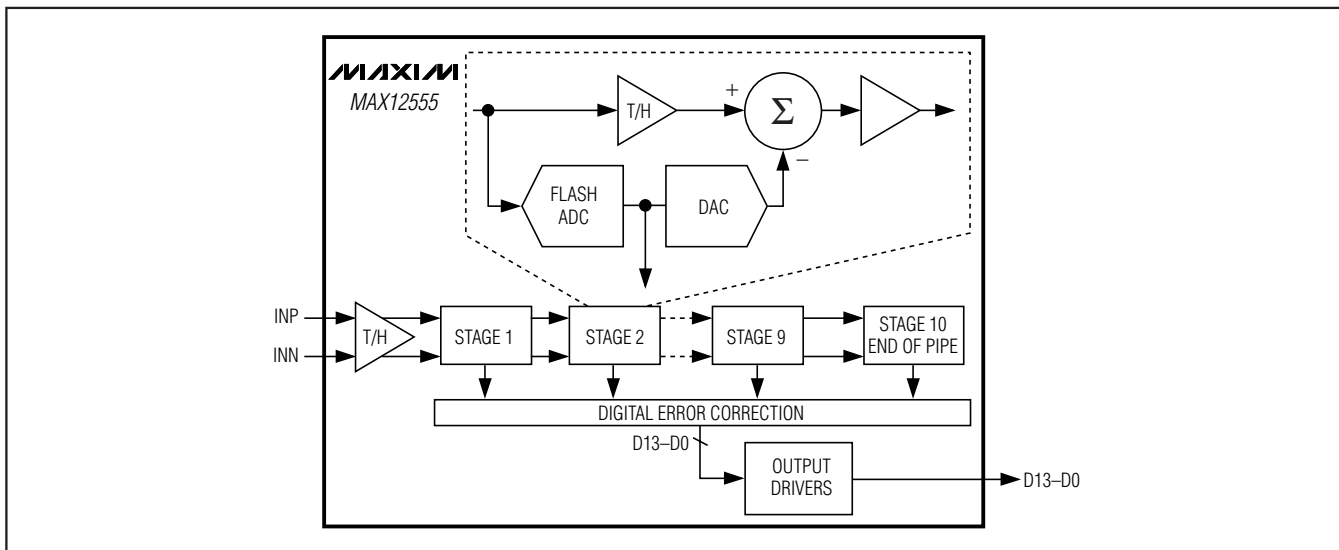 MAXIM
MAX12555
T/H
+
Σ
−
FLASH
ADC
DAC
INP
INN
T/H
STAGE 1
STAGE 2
STAGE 9
STAGE 10
END OF PIPE
DIGITAL ERROR CORRECTION
D13–D0
OUTPUT
DRIVERS
D13–D0